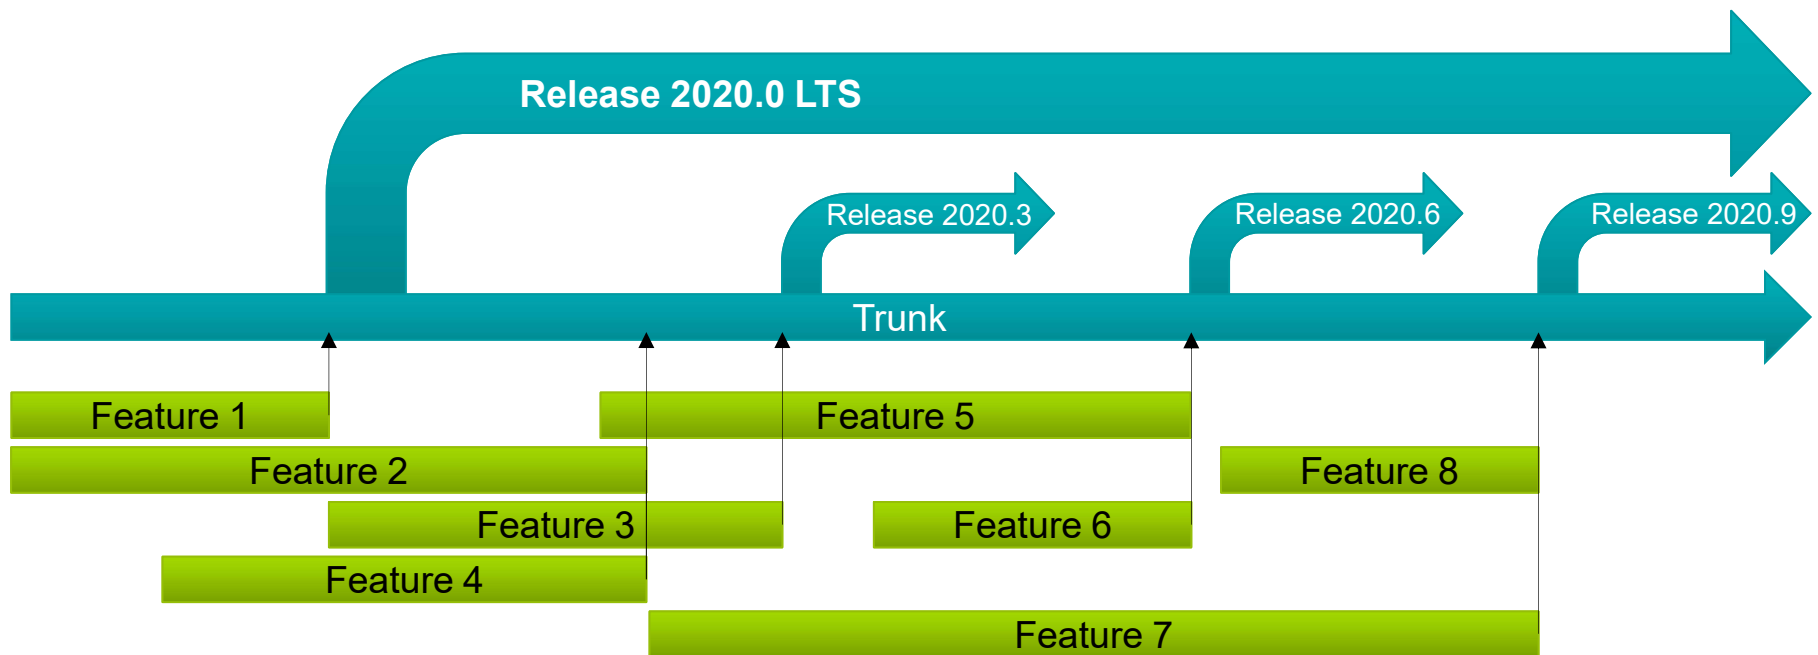 Release 2020.0 LTS
Release 2020.3
Release 2020.6
Release 2020.9
Trunk
Feature 1
Feature 5
Feature 2
Feature 8
Feature 3
Feature 6
Feature 4
Feature 7